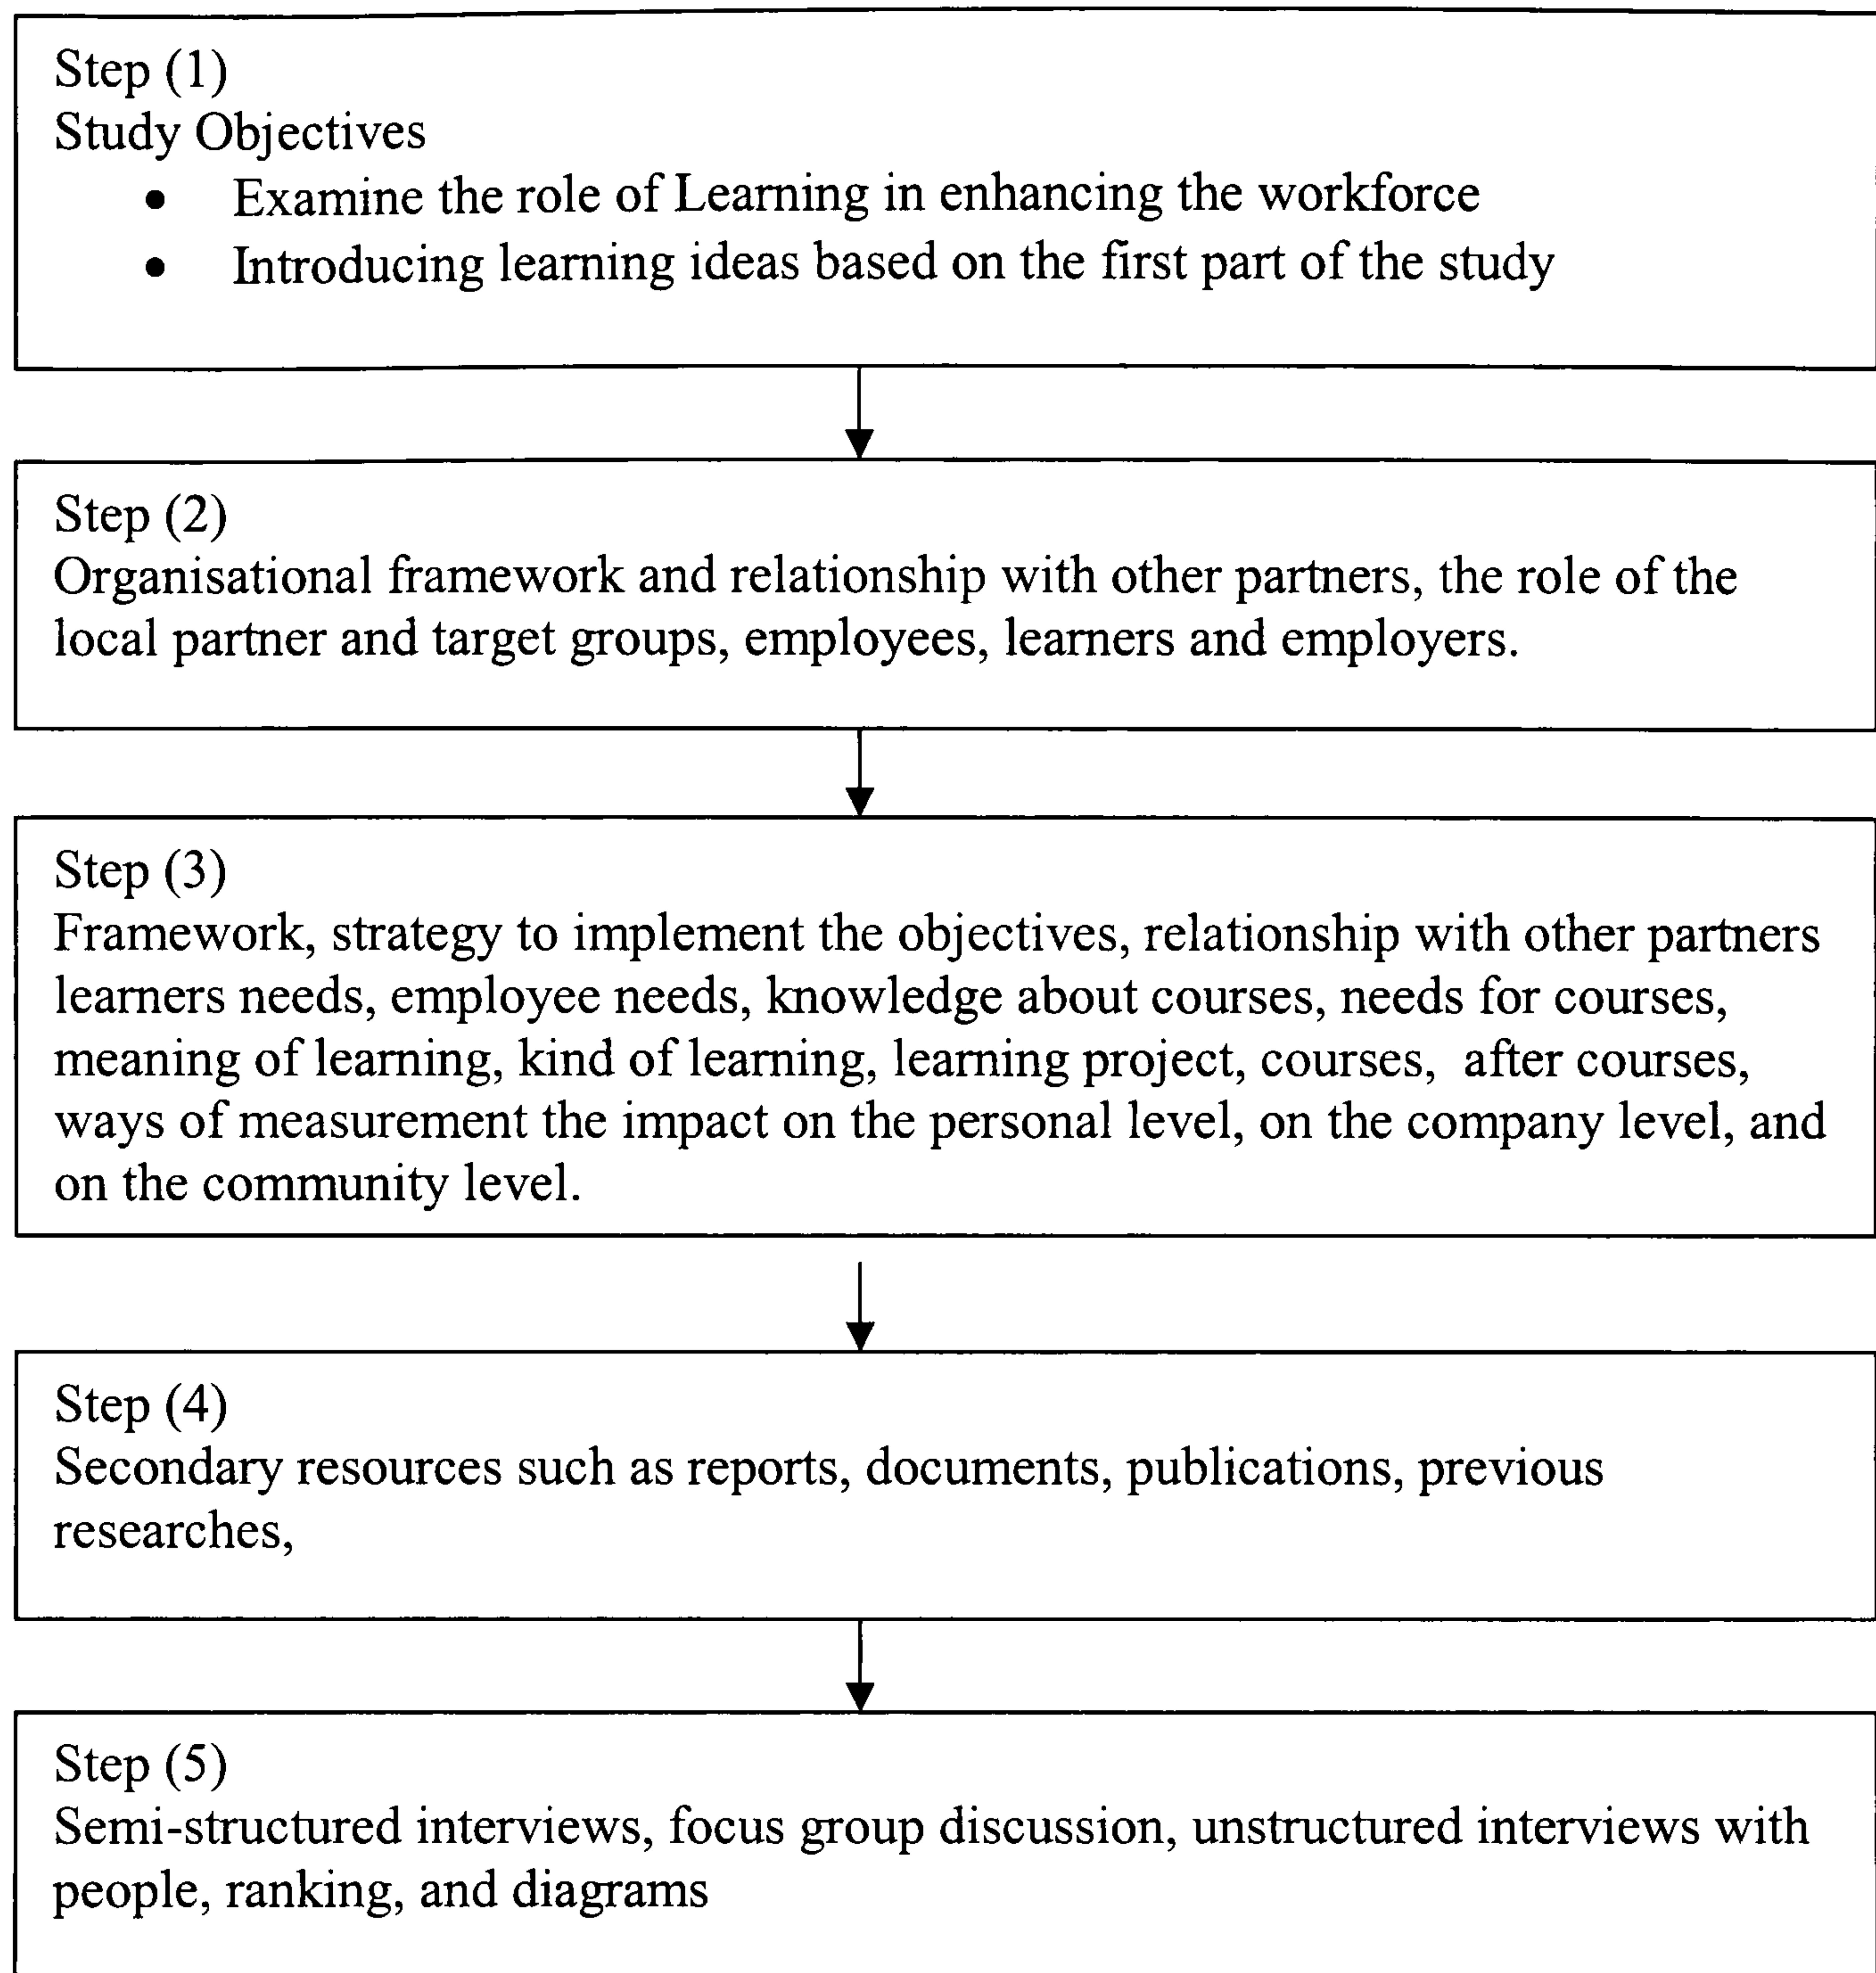 Step (1)
Study Objectives
• Examine the role of Learning in enhancing the workforce
• Introducing learning ideas based on the first part of the study
Step (2)
Organisational framework and relationship with other partners, the role of the
local partner and target groups, employees, learners and employers.
Step (3)
Framework, strategy to implement the objectives, relationship with other partners
learners needs, employee needs, knowledge about courses, needs for courses,
meaning of learning, kind of learning, learning project, courses, after courses,
ways of measurement the impact on the personal level, on the company level, and
on the community level.
Step (4)
Secondary resources such as reports, documents, publications, previous
researches,
Step (5)
Semi-structured interviews, focus group discussion, unstructured interviews with
people, ranking, and diagrams